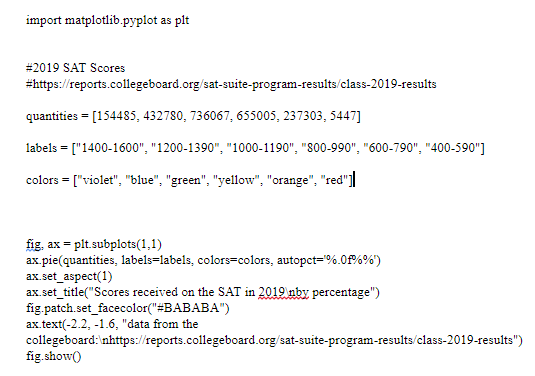 import matplotlib.pyplot as plt
#2019 SAT Scores
#https://reports.collegeboard.org/sat-suite-program-results/class-2019-results
quantities = [154485, 432780, 736067, 655005, 237303, 5447]
labels = ["1400-1600", "1200-1390", "1000-1190", "800-990", "600-790", "400-590"]
colors = ["violet", "blue", "green", "yellow", "orange", "red"]
fig, ax = plt.subplots(1,1)
ax.pie(quantities, labels=labels, colors=colors, autopct='%.0f%%')
ax.set_aspect(1)
ax.set_title("Scores received on the SAT in 2019\nby percentage")
fig.patch.set_facecolor("#BABABA")
ax.text(-2.2, -1.6, "data from the
collegeboard:\nhttps://reports.collegeboard.org/sat-suite-program-results/class-2019-results")
fig.show()